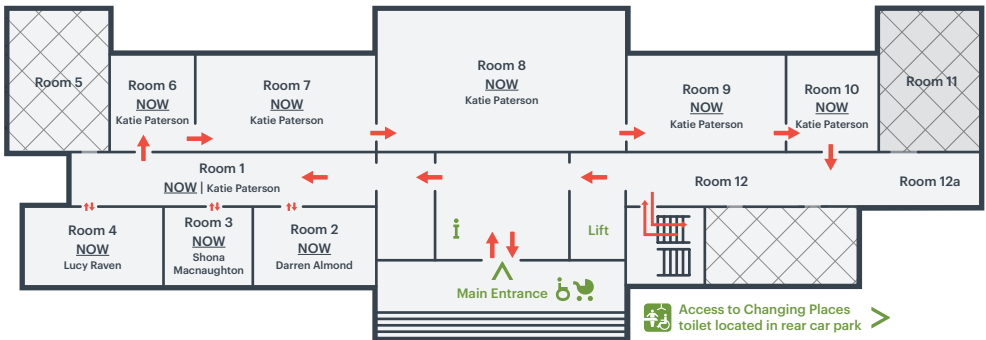 Room 5
Room 6
NOW
Katie Paterson
Room 7
NOW
Katie Paterson
Room 8
NOW
Katie Paterson
Room 9
NOW
Katie Paterson
Room 10
NOW
Katie Paterson
Room 11
Room 1
NOW | Katie Paterson
Room 12
Room 12a
Room 4
NOW
Lucy Raven
Room 3
NOW
Shona
Macnaughton
Room 2
NOW
Darren Almond
i
Lift
Main Entrance
Access to Changing Places
toilet located in rear car park